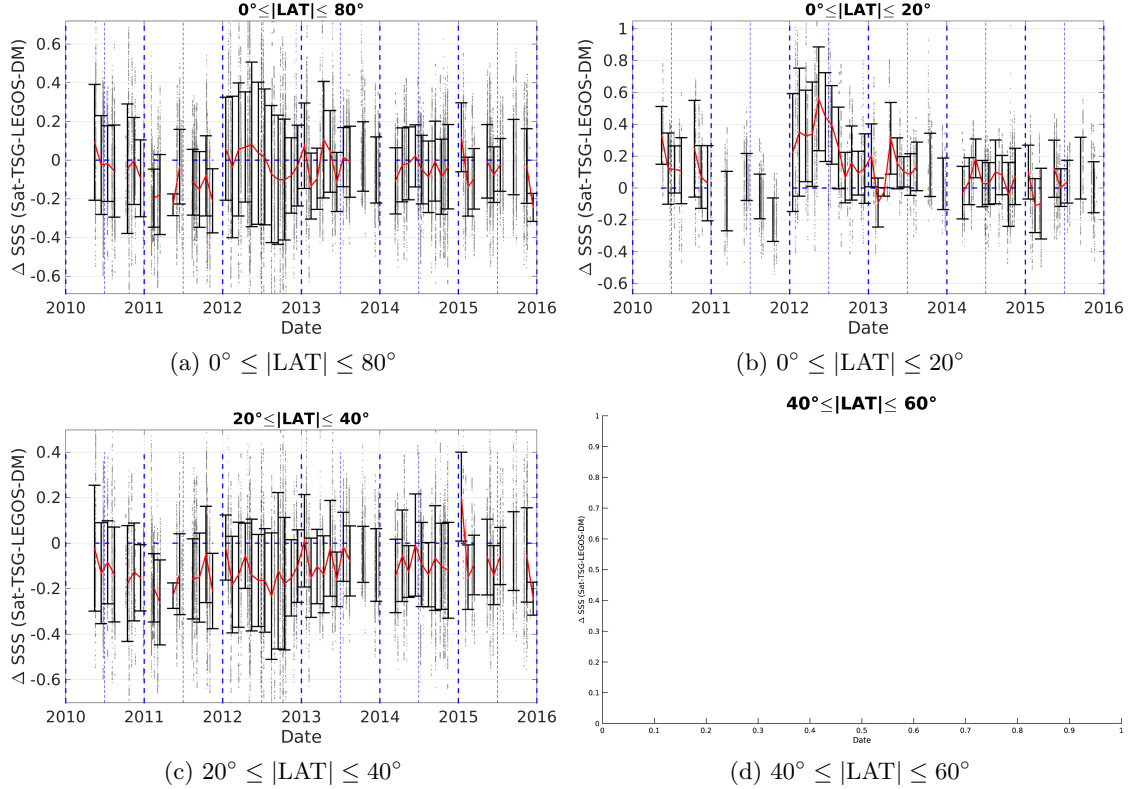 0°≤|LAT|≤ 80°
0.6
0.4
0.2
0
-0.2
-0.4
-0.6
Δ SSS (Sat-TSG-LEGOS-DM)
2010 2011 2012 2013 2014 2015 2016
Date
(a) 0° ≤ |LAT| ≤ 80°
0°≤|LAT|≤ 20°
1
0.8
0.6
0.4
0.2
0
-0.2
-0.4
-0.6
Δ SSS (Sat-TSG-LEGOS-DM)
2010 2011 2012 2013 2014 2015 2016
Date
(b) 0° ≤ |LAT| ≤ 20°
20°≤|LAT|≤ 40°
0.4
0.2
0
-0.2
-0.4
-0.6
Δ SSS (Sat-TSG-LEGOS-DM)
2010 2011 2012 2013 2014 2015 2016
Date
(c) 20° ≤ |LAT| ≤ 40°
40°≤|LAT|≤ 60°
1
0.9
0.8
0.7
0.6
0.5
0.4
0.3
0.2
0.1
0
Δ SSS (Sat-TSG-LEGOS-DM)
0 0.1 0.2 0.3 0.4 0.5 0.6 0.7 0.8 0.9 1
Date
(d) 40° ≤ |LAT| ≤ 60°